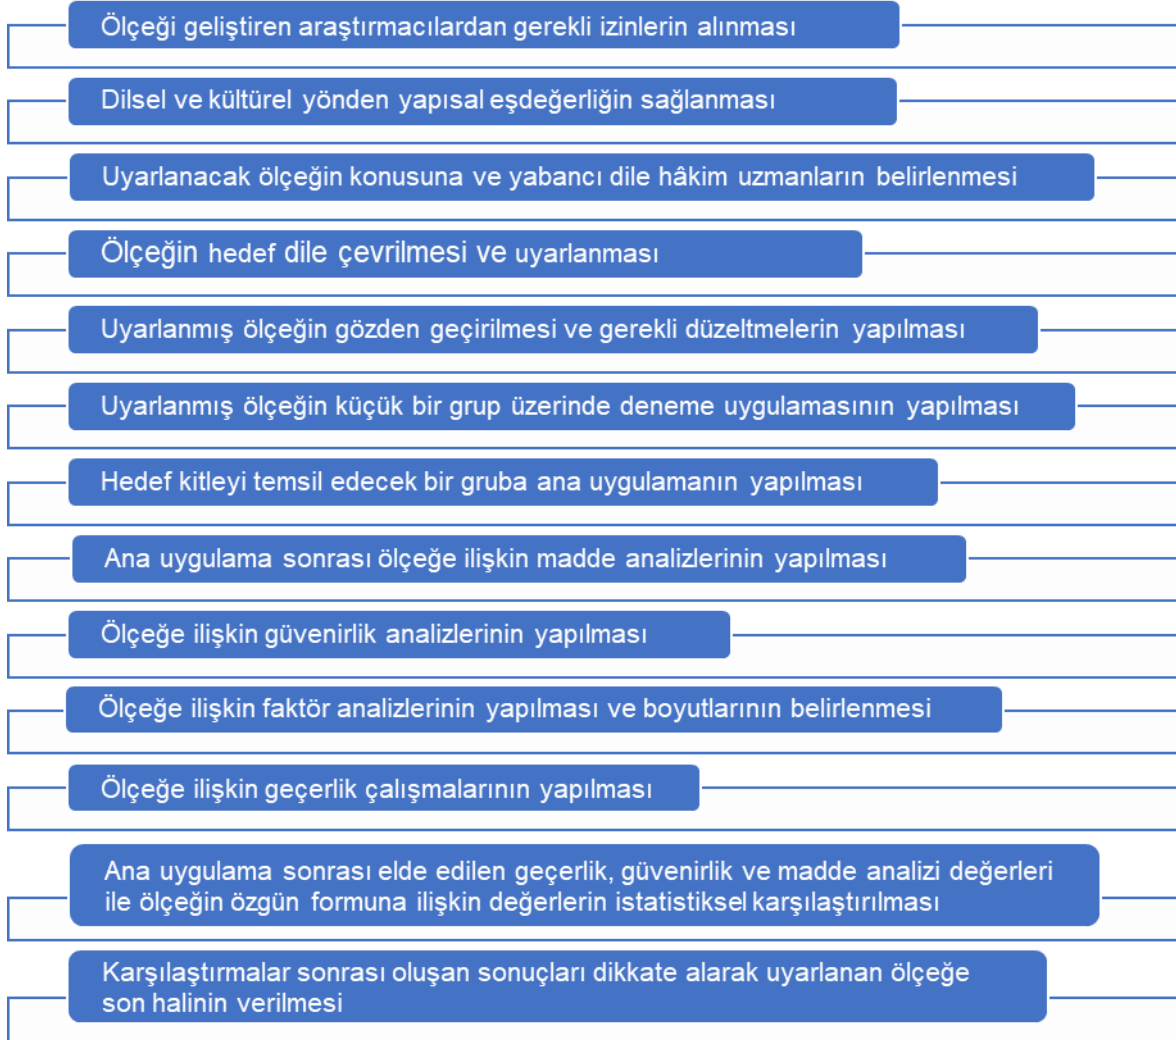 Ölçeği geliştiren araştırmacılardan gerekli izinlerin alınması
Dilsel ve kültürel yönden yapısal eşdeğerliğin sağlanması
Uyarlanacak ölçeğin konusuna ve yabancı dile hâkim uzmanların belirlenmesi
Ölçeğin hedef dile çevrilmesi ve uyarlanması
Uyarlanmış ölçeğin gözden geçirilmesi ve gerekli düzeltmelerin yapılması
Uyarlanmış ölçeğin küçük bir grup üzerinde deneme uygulamasının yapılması
Hedef kitleyi temsil edecek bir gruba ana uygulamanın yapılması
Ana uygulama sonrası ölçeğe ilişkin madde analizlerinin yapılması
Ölçeğe ilişkin güvenirlik analizlerinin yapılması
Ölçeğe ilişkin faktör analizlerinin yapılması ve boyutlarının belirlenmesi
Ölçeğe ilişkin geçerlik çalışmalarının yapılması
Ana uygulama sonrası elde edilen geçerlik, güvenirlik ve madde analizi değerleri
ile ölçeğin özgün formuna ilişkin değerlerin istatistiksel karşılaştırılması
Karşılaştırmalar sonrası oluşan sonuçları dikkate alarak uyarlanan ölçeğe
son halinin verilmesi